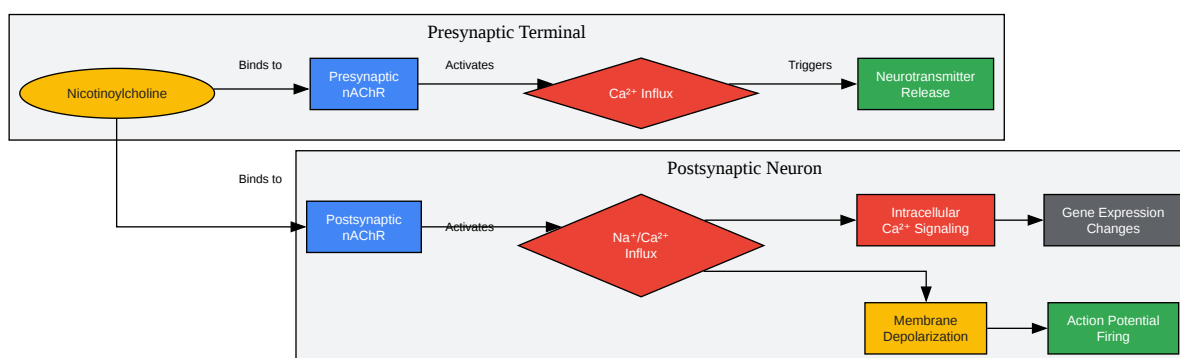 Presynaptic Terminal
Nicotinoylcholine
Binds to
Presynaptic
nAChR
Activates
Ca²⁺ Influx
Triggers
Neurotransmitter
Release
Postsynaptic Neuron
Binds to
Postsynaptic
nAChR
Activates
Na⁺/Ca²⁺
Influx
Intracellular
Ca²⁺ Signaling
Gene Expression
Changes
Membrane
Depolarization
Action Potential
Firing